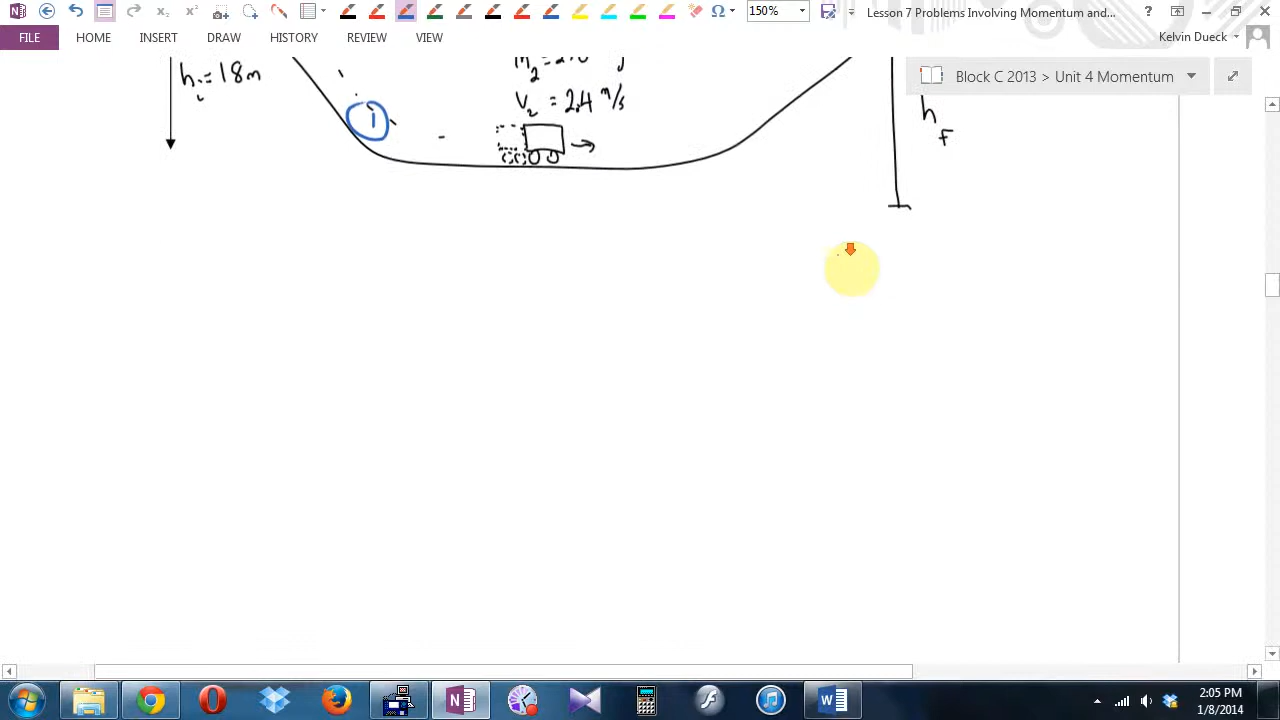 150%
Lesson 7 Problems Involving Momentum and...
FILE HOME INSERT DRAW HISTORY REVIEW VIEW
Kelvin Dueck
Block C 2013 > Unit 4 Momentum
hᵢ = 18m
V₂ = 2.4 m/s
1
h_f
2:05 PM
1/8/2014